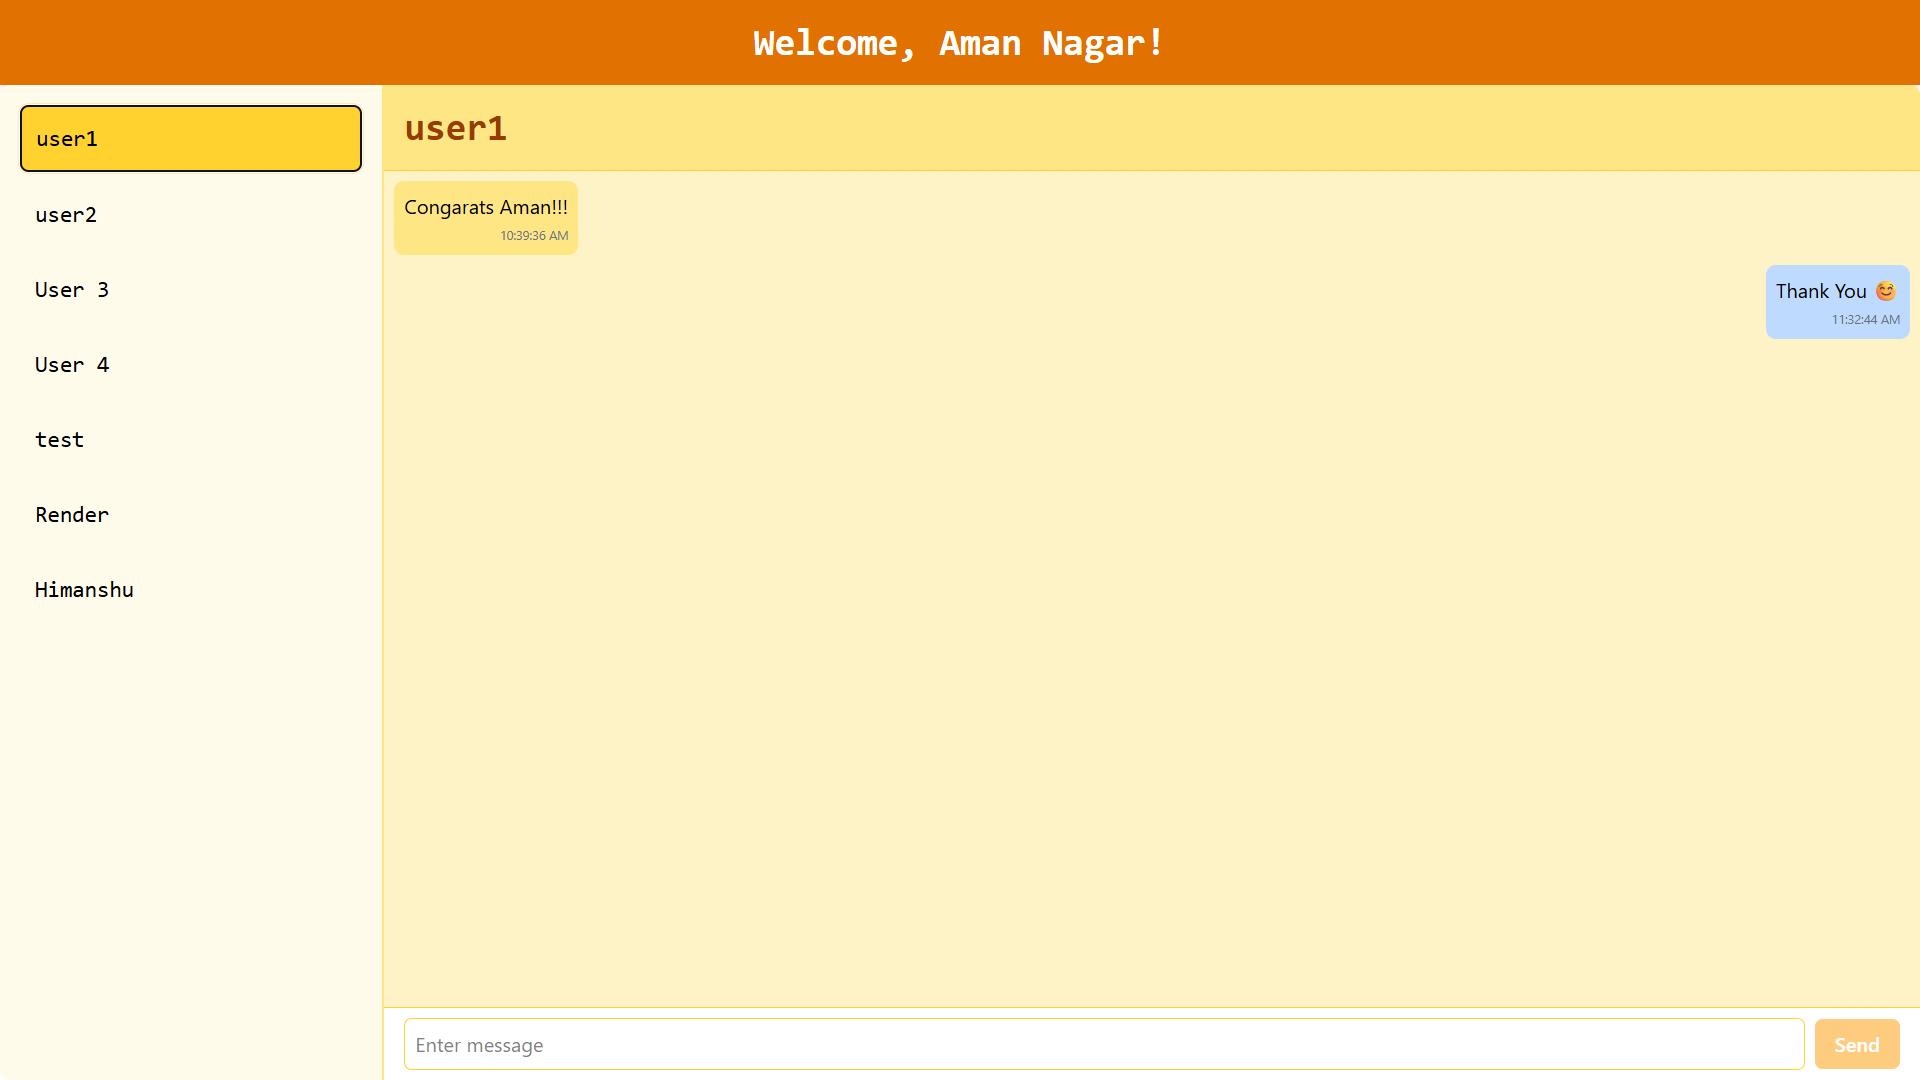 Welcome, Aman Nagar!
user1
user2
User 3
User 4
test
Render
Himanshu
user1
Congarats Aman!!!
10:39:36 AM
Thank You 😊
11:32:44 AM
Enter message
Send